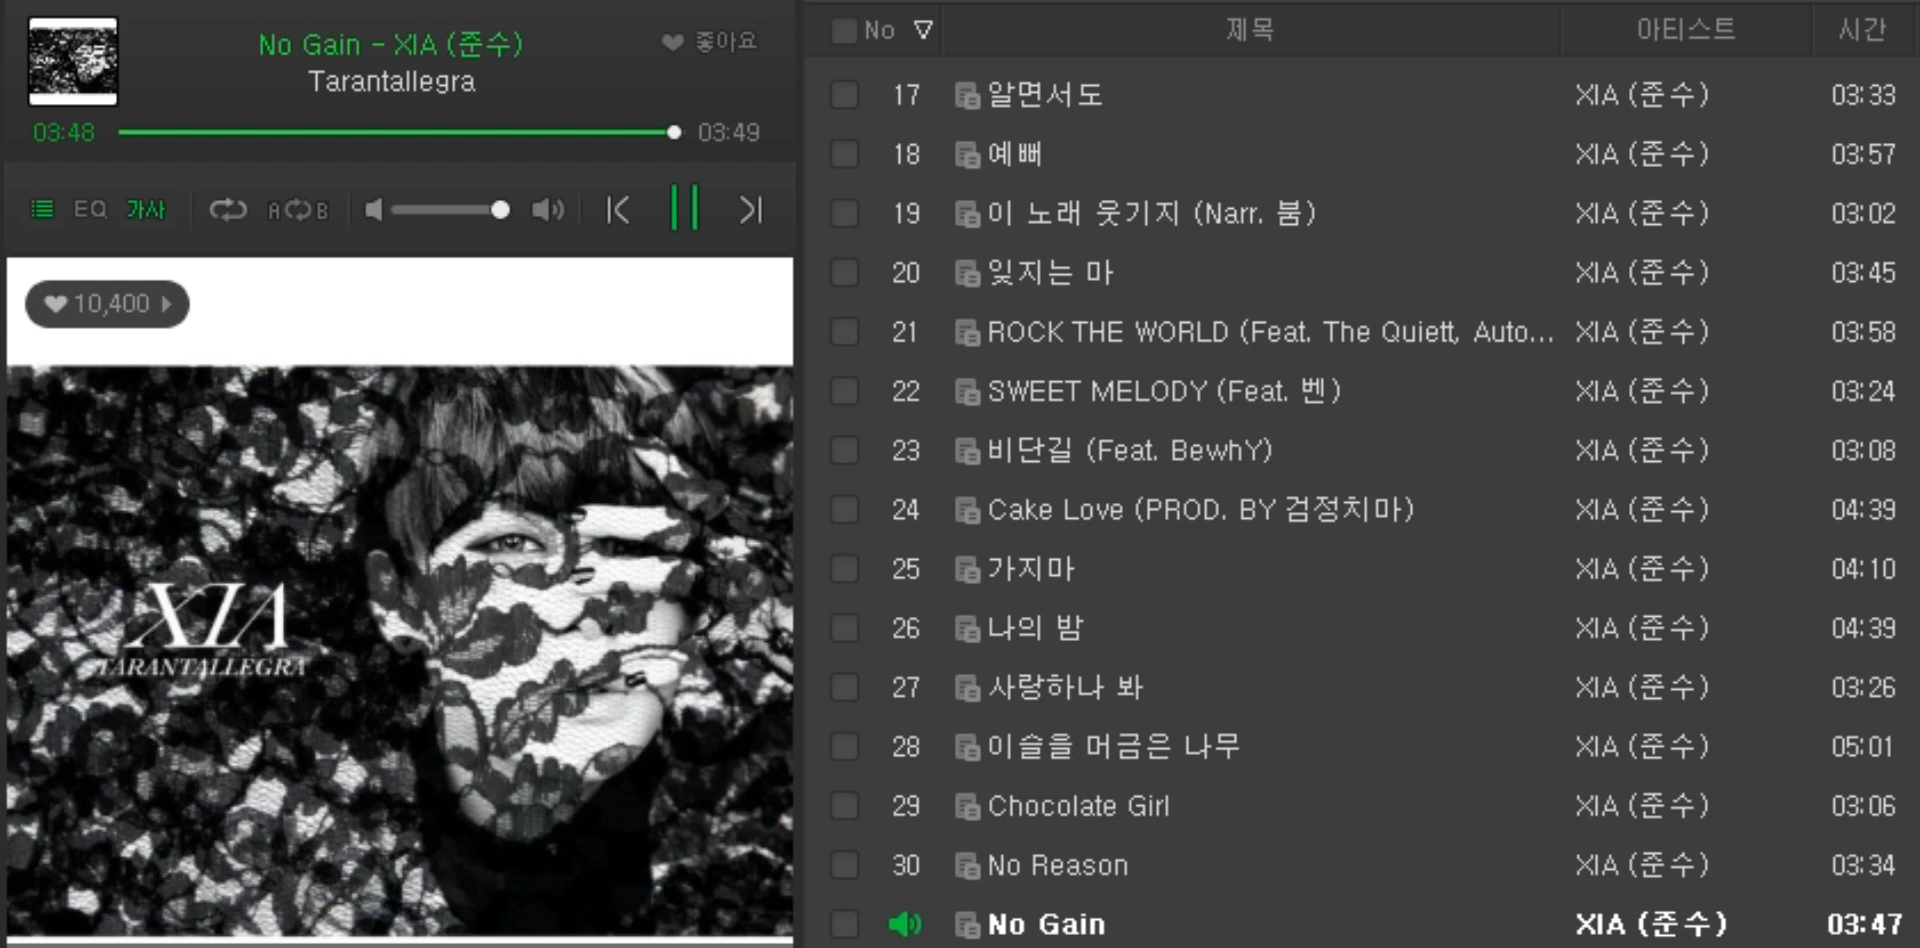 No Gain - XIA (준수)
좋아요
Tarantallegra
03:48
03:49
EQ 가사
A B
10,400
XIA
TARANTALLEGRA
No 제목 아티스트 시간
17 알면서도 XIA (준수) 03:33
18 예뻐 XIA (준수) 03:57
19 이 노래 웃기지 (Narr. 붐) XIA (준수) 03:02
20 잊지는 마 XIA (준수) 03:45
21 ROCK THE WORLD (Feat. The Quiett, Auto... XIA (준수) 03:58
22 SWEET MELODY (Feat. 벤) XIA (준수) 03:24
23 비단길 (Feat. BewhY) XIA (준수) 03:08
24 Cake Love (PROD. BY 검정치마) XIA (준수) 04:39
25 가지마 XIA (준수) 04:10
26 나의 밤 XIA (준수) 04:39
27 사랑하나 봐 XIA (준수) 03:26
28 이슬을 머금은 나무 XIA (준수) 05:01
29 Chocolate Girl XIA (준수) 03:06
30 No Reason XIA (준수) 03:34
No Gain XIA (준수) 03:47